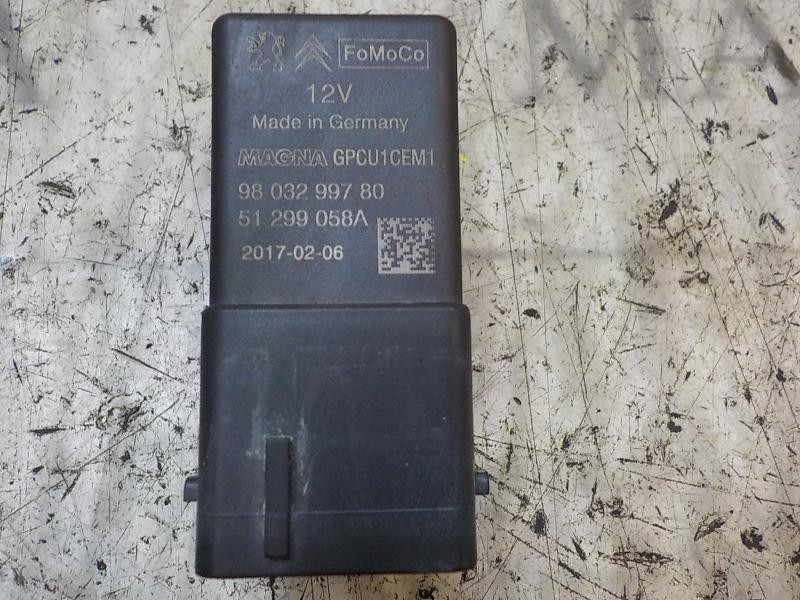 FoMoCo
12V
Made in Germany
MAGNA GPCU1CEM1
98 032 997 80
51 299 058A
2017-02-06